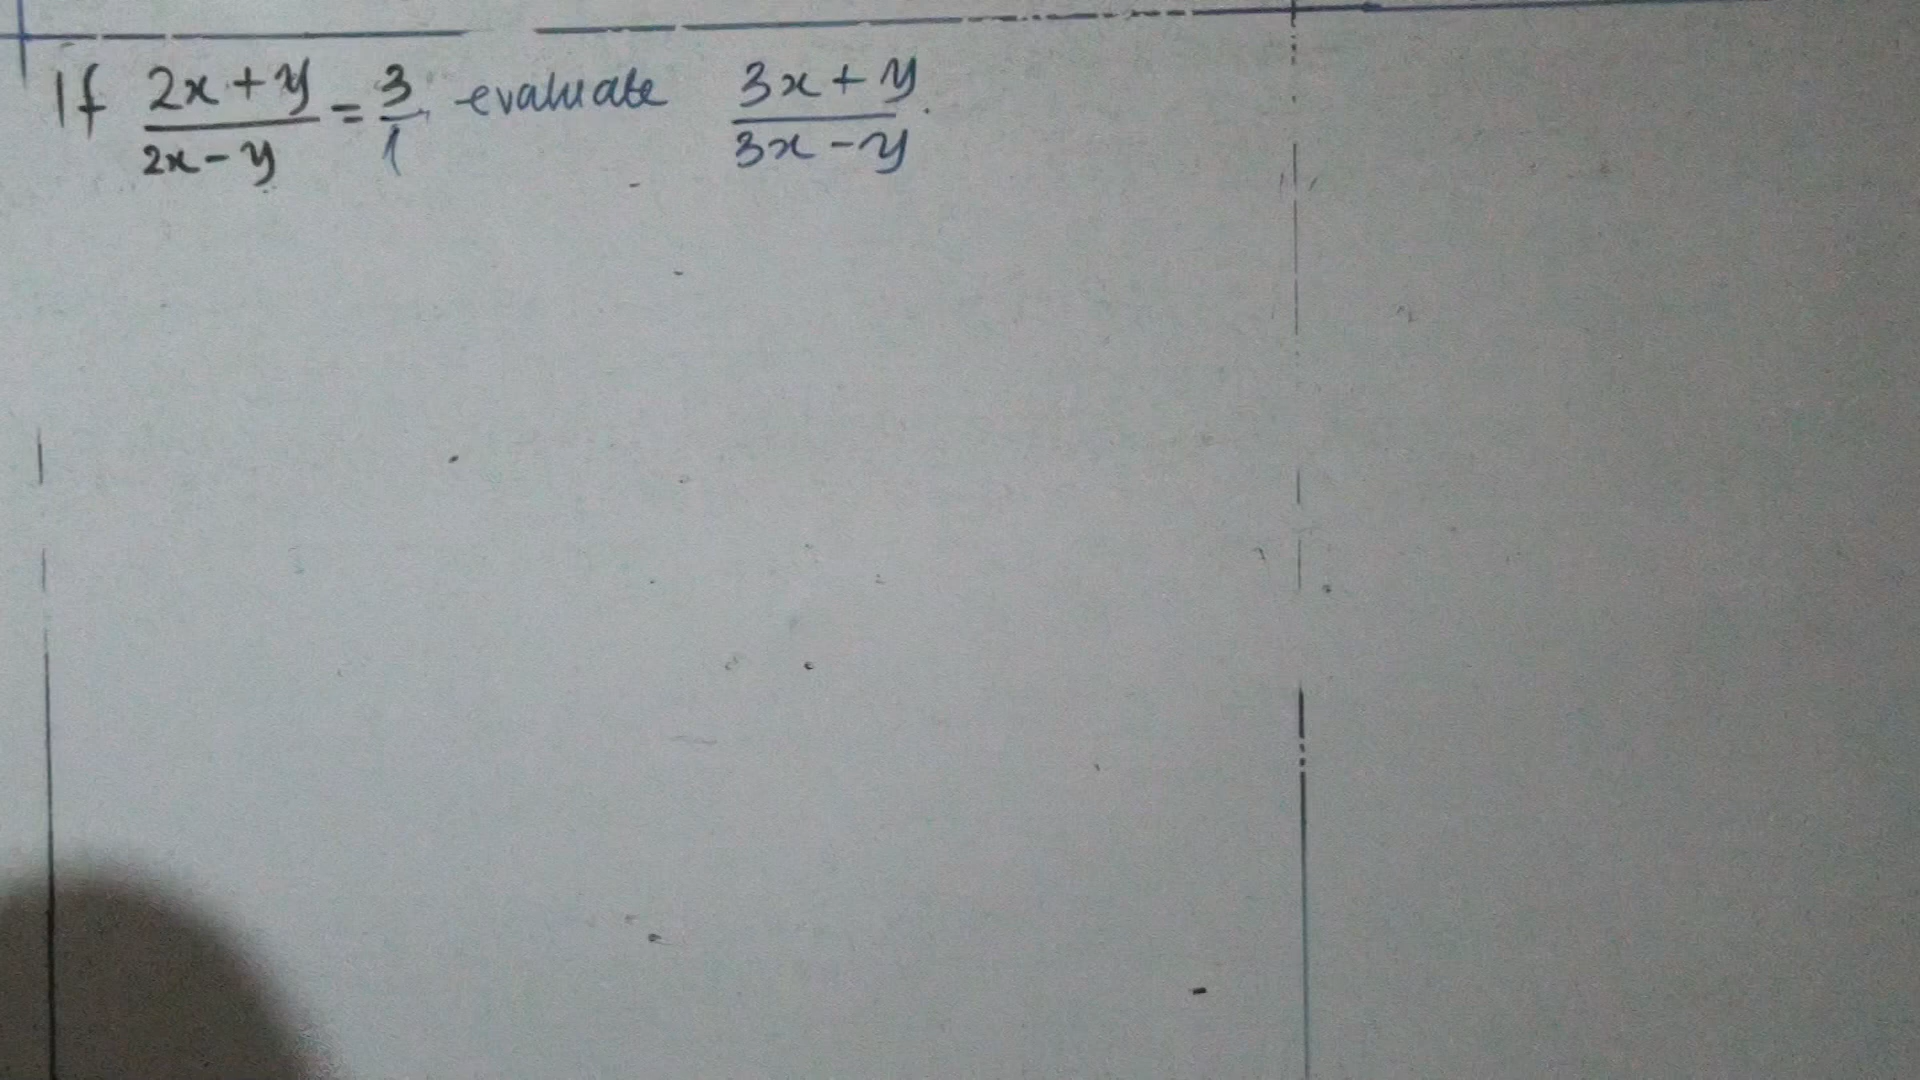 If 2x+y/2x-y = 3/1, evaluate 3x+y/3x-y.